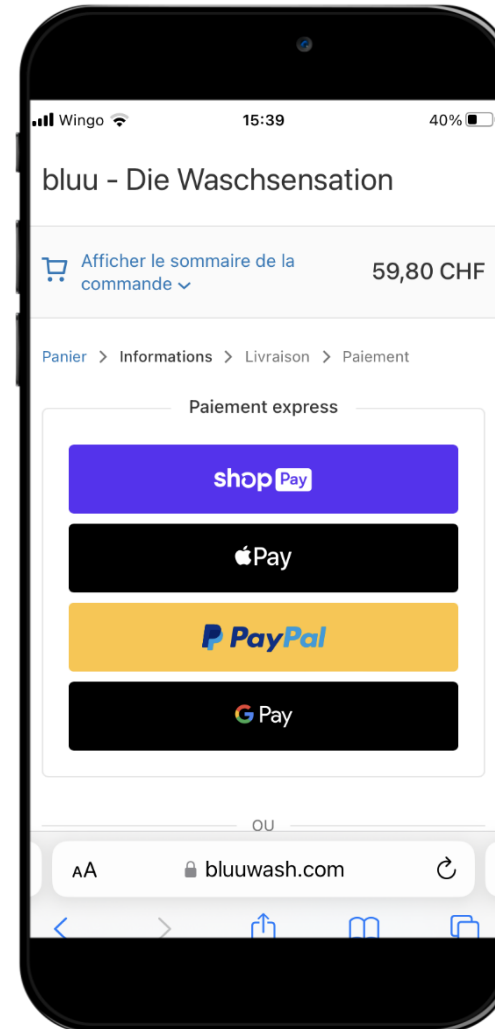 Wingo 15:39 40%
bluu - Die Waschsensation
Afficher le sommaire de la
commande
59,80 CHF
Panier > Informations > Livraison > Paiement
Paiement express
shop Pay
Pay
PayPal
G Pay
OU
AA bluuwash.com